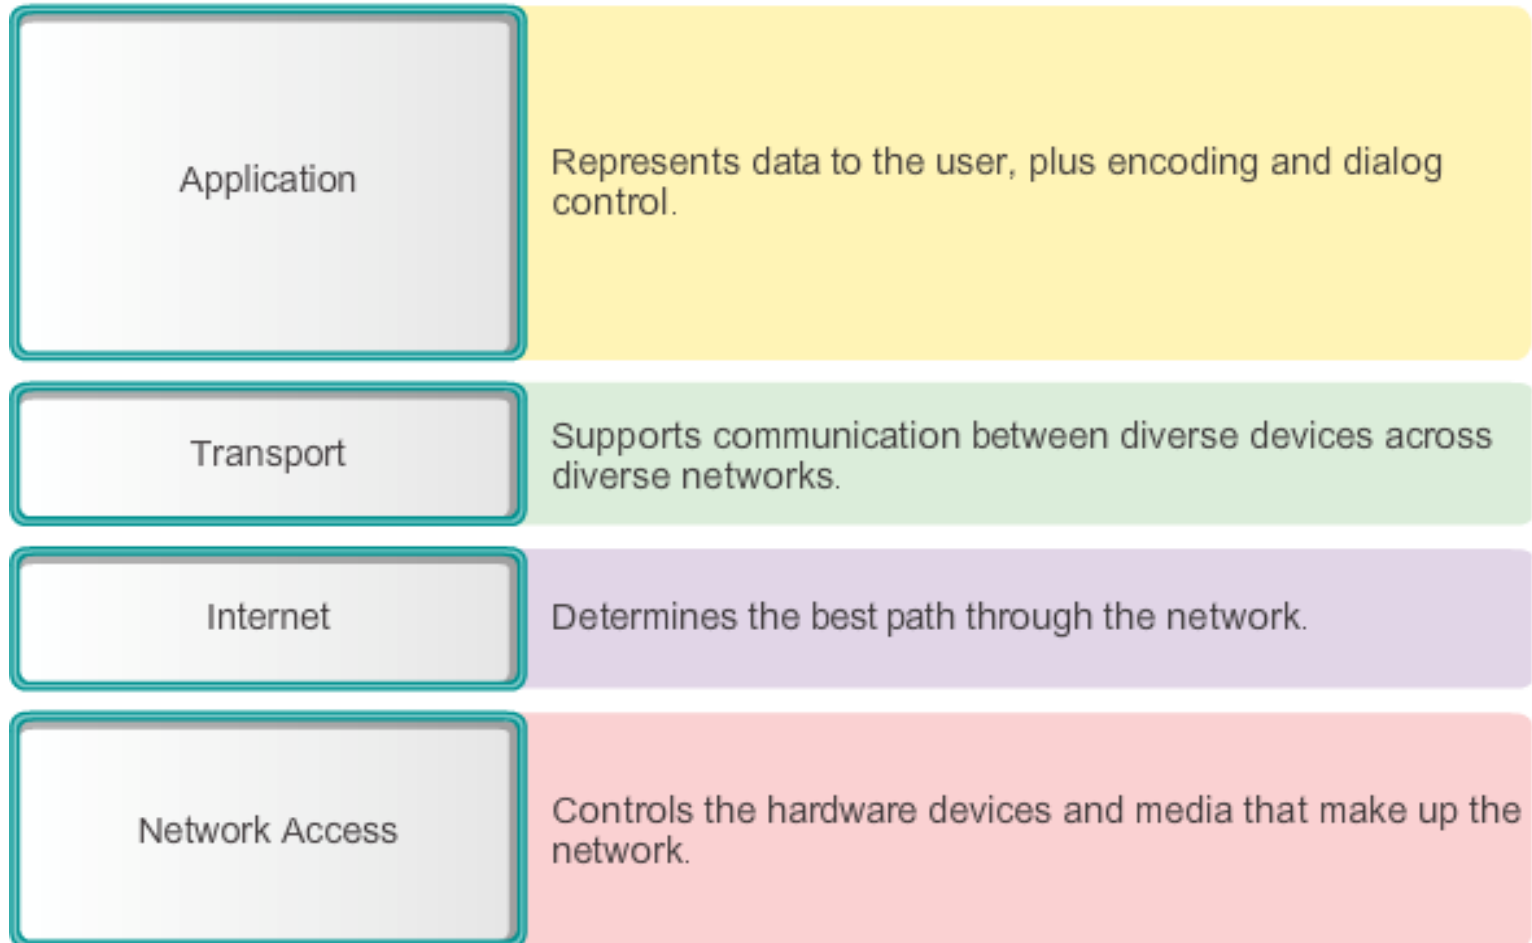 Application
Represents data to the user, plus encoding and dialog
control.
Transport
Supports communication between diverse devices across
diverse networks.
Internet
Determines the best path through the network.
Network Access
Controls the hardware devices and media that make up the
network.